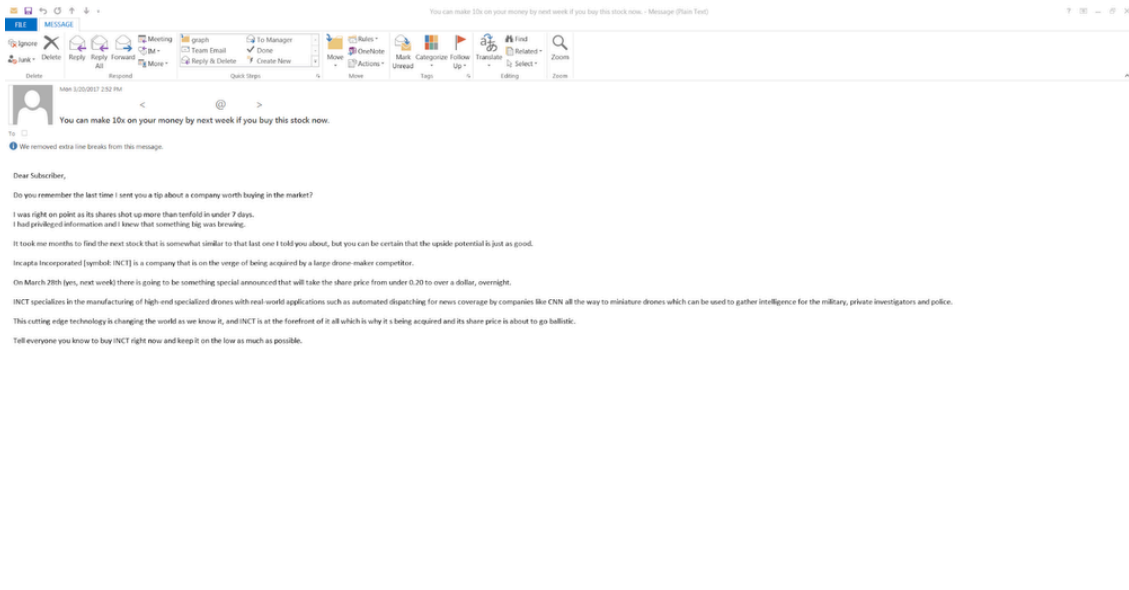 You can make 10x on your money by next week if you buy this stock now. - Message (Plain Text)
FILE MESSAGE
Ignore
Junk
Delete
Reply
Reply All
Forward
Meeting
IM
More
graph
Team Email
Reply & Delete
To Manager
Done
Create New
Move
Rules
OneNote
Actions
Mark Unread
Categorize
Follow Up
Translate
Find
Related
Select
Zoom
Delete Respond Quick Steps Move Tags Editing Zoom
Mon 3/20/2017 2:52 PM
< @ >
You can make 10x on your money by next week if you buy this stock now.
To
We removed extra line breaks from this message.
Dear Subscriber,
Do you remember the last time I sent you a tip about a company worth buying in the market?
I was right on point as its shares shot up more than tenfold in under 7 days.
I had privileged information and I knew that something big was brewing.
It took me months to find the next stock that is somewhat similar to that last one I told you about, but you can be certain that the upside potential is just as good.
Incapta Incorporated [symbol: INCT] is a company that is on the verge of being acquired by a large drone-maker competitor.
On March 28th (yes, next week) there is going to be something special announced that will take the share price from under 0.20 to over a dollar, overnight.
INCT specializes in the manufacturing of high-end specialized drones with real-world applications such as automated dispatching for news coverage by companies like CNN all the way to miniature drones which can be used to gather intelligence for the military, private investigators and police.
This cutting edge technology is changing the world as we know it, and INCT is at the forefront of it all which is why it s being acquired and its share price is about to go ballistic.
Tell everyone you know to buy INCT right now and keep it on the low as much as possible.